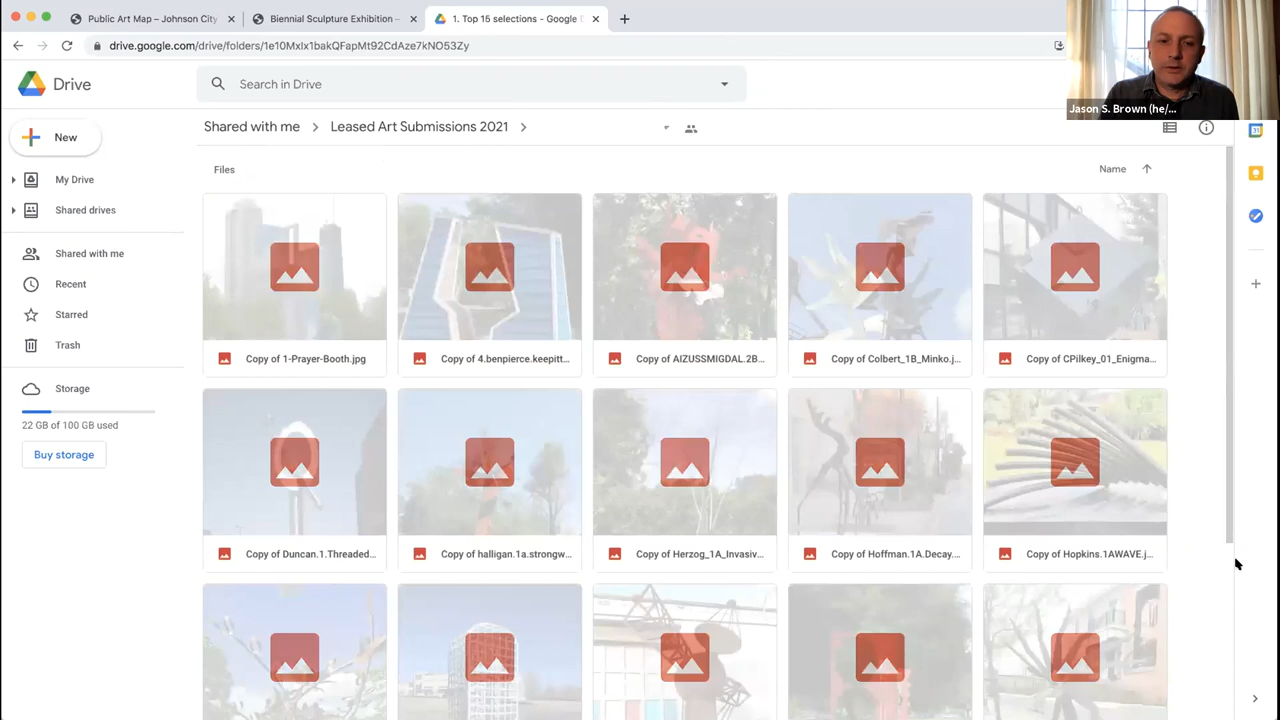 Public Art Map – Johnson City
Biennial Sculpture Exhibition –
1. Top 15 selections - Google
drive.google.com/drive/folders/1e10MxIx1bakQFapMt92CdAze7kNO53Zy
Drive
Search in Drive
Jason S. Brown (he/...
New
Shared with me
Leased Art Submissions 2021
31
Files
Name
My Drive
Shared drives
Shared with me
Recent
Starred
Trash
Storage
22 GB of 100 GB used
Buy storage
Copy of 1-Prayer-Booth.jpg
Copy of 4.benpierce.keepitt...
Copy of AIZUSSMIGDAL.2B...
Copy of Colbert_1B_Minko.j...
Copy of CPilkey_01_Enigma...
Copy of Duncan.1.Threaded...
Copy of halligan.1a.strongw...
Copy of Herzog_1A_Invasiv...
Copy of Hoffman.1A.Decay....
Copy of Hopkins.1AWAVE.j...